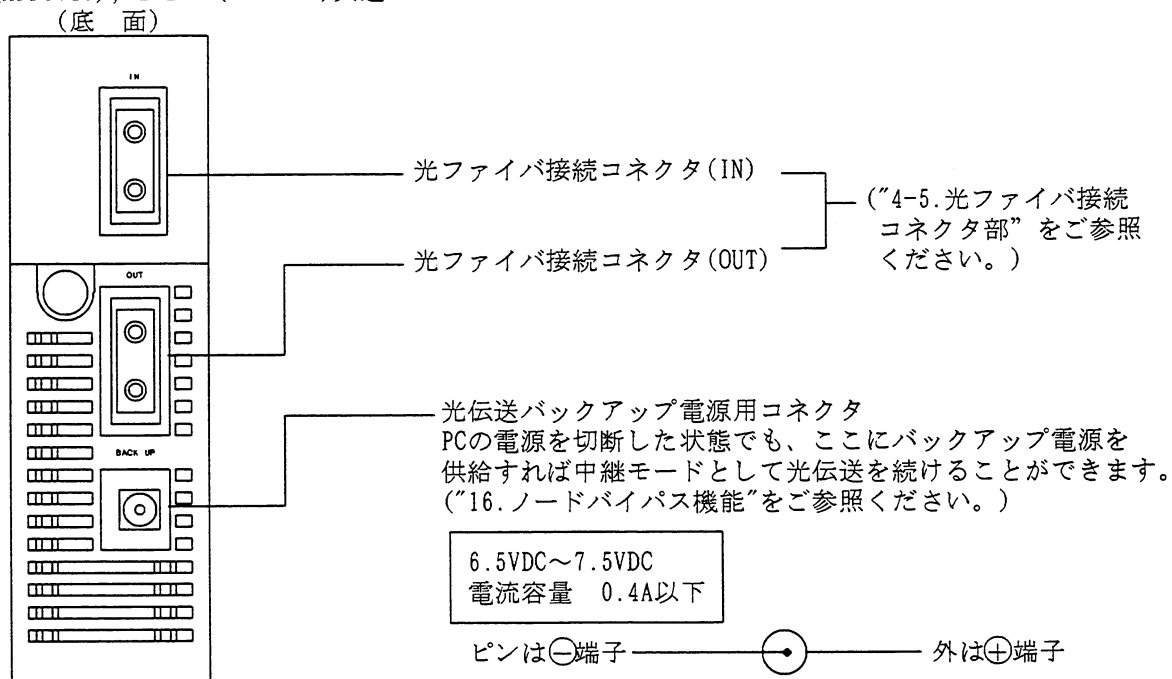 (底 面)
IN
光ファイバ接続コネクタ(IN)
("4-5.光ファイバ接続
コネクタ部"をご参照
ください。)
光ファイバ接続コネクタ(OUT)
OUT
光伝送バックアップ電源用コネクタ
PCの電源を切断した状態でも、ここにバックアップ電源を
供給すれば中継モードとして光伝送を続けることができます。
("16.ノードバイパス機能"をご参照ください。)
BACK UP
6.5VDC~7.5VDC
電流容量 0.4A以下
ピンは⊖端子
外は⊕端子